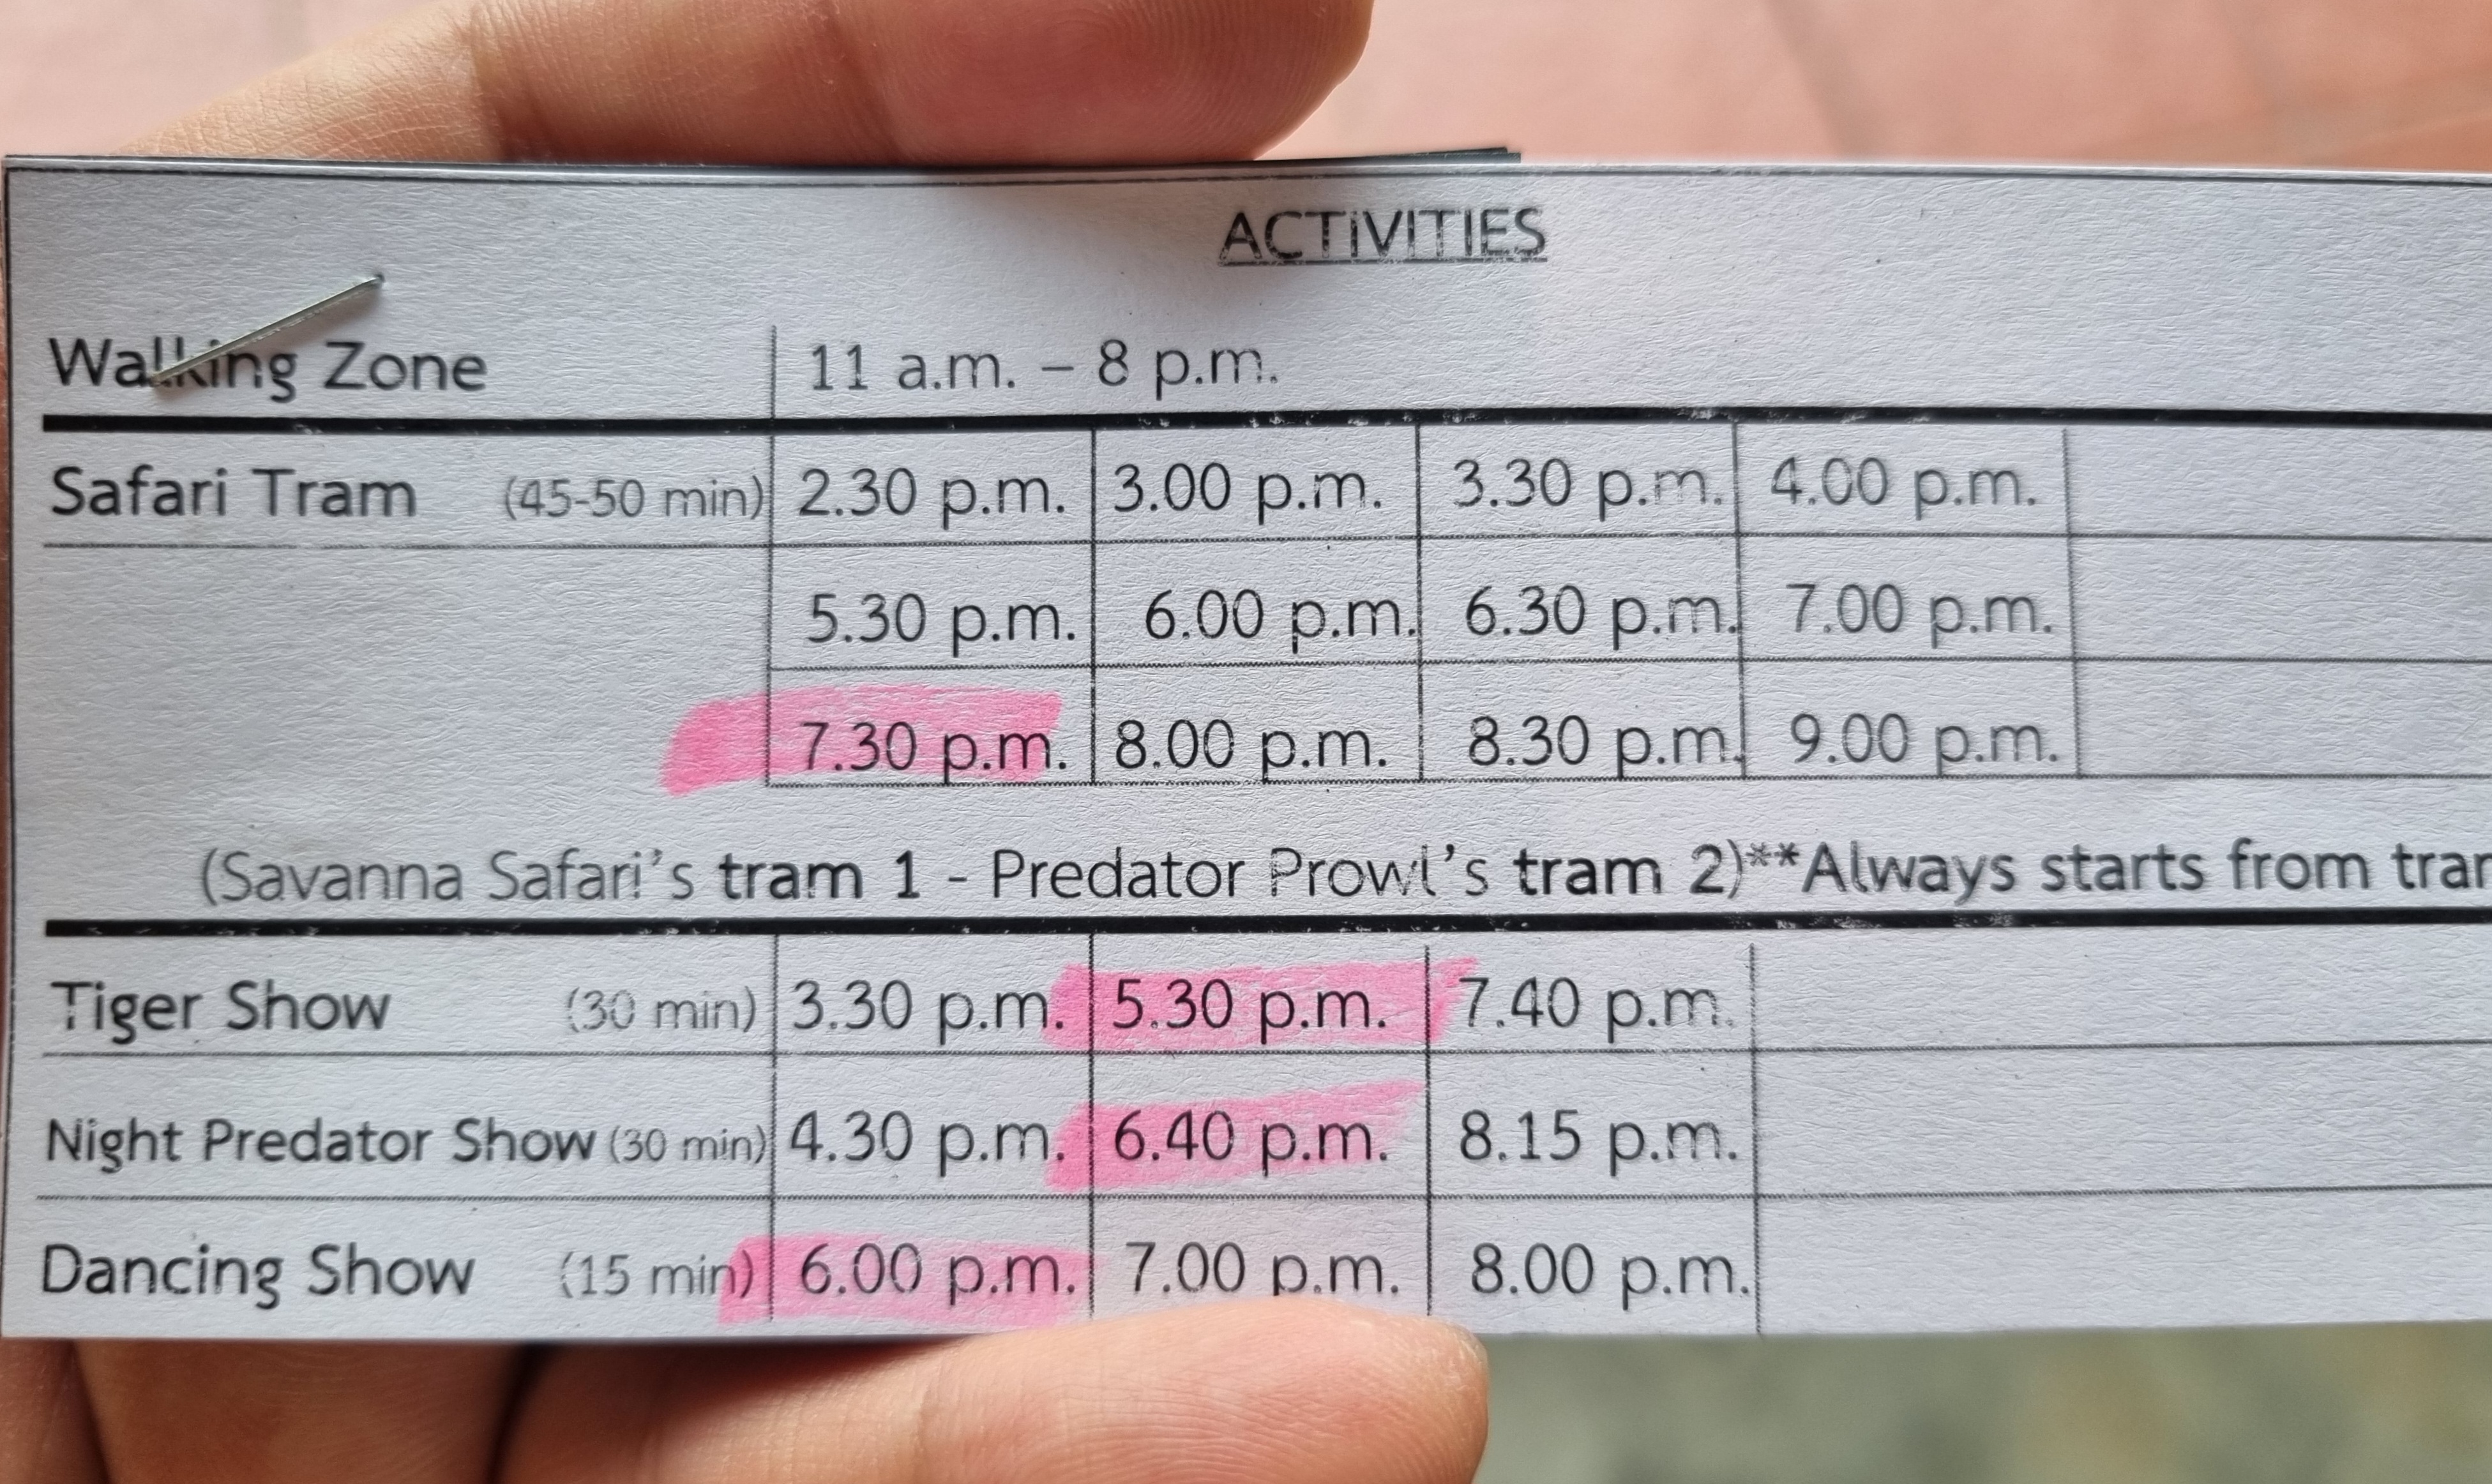 ACTIVITIES
Walking Zone 11 a.m. – 8 p.m.
Safari Tram (45-50 min) 2.30 p.m. 3.00 p.m. 3.30 p.m. 4.00 p.m.
5.30 p.m. 6.00 p.m. 6.30 p.m. 7.00 p.m.
7.30 p.m. 8.00 p.m. 8.30 p.m. 9.00 p.m.
(Savanna Safari's tram 1 - Predator Prowl's tram 2)**Always starts from
Tiger Show (30 min) 3.30 p.m. 5.30 p.m. 7.40 p.m.
Night Predator Show (30 min) 4.30 p.m. 6.40 p.m. 8.15 p.m.
Dancing Show (15 min) 6.00 p.m. 7.00 p.m. 8.00 p.m.